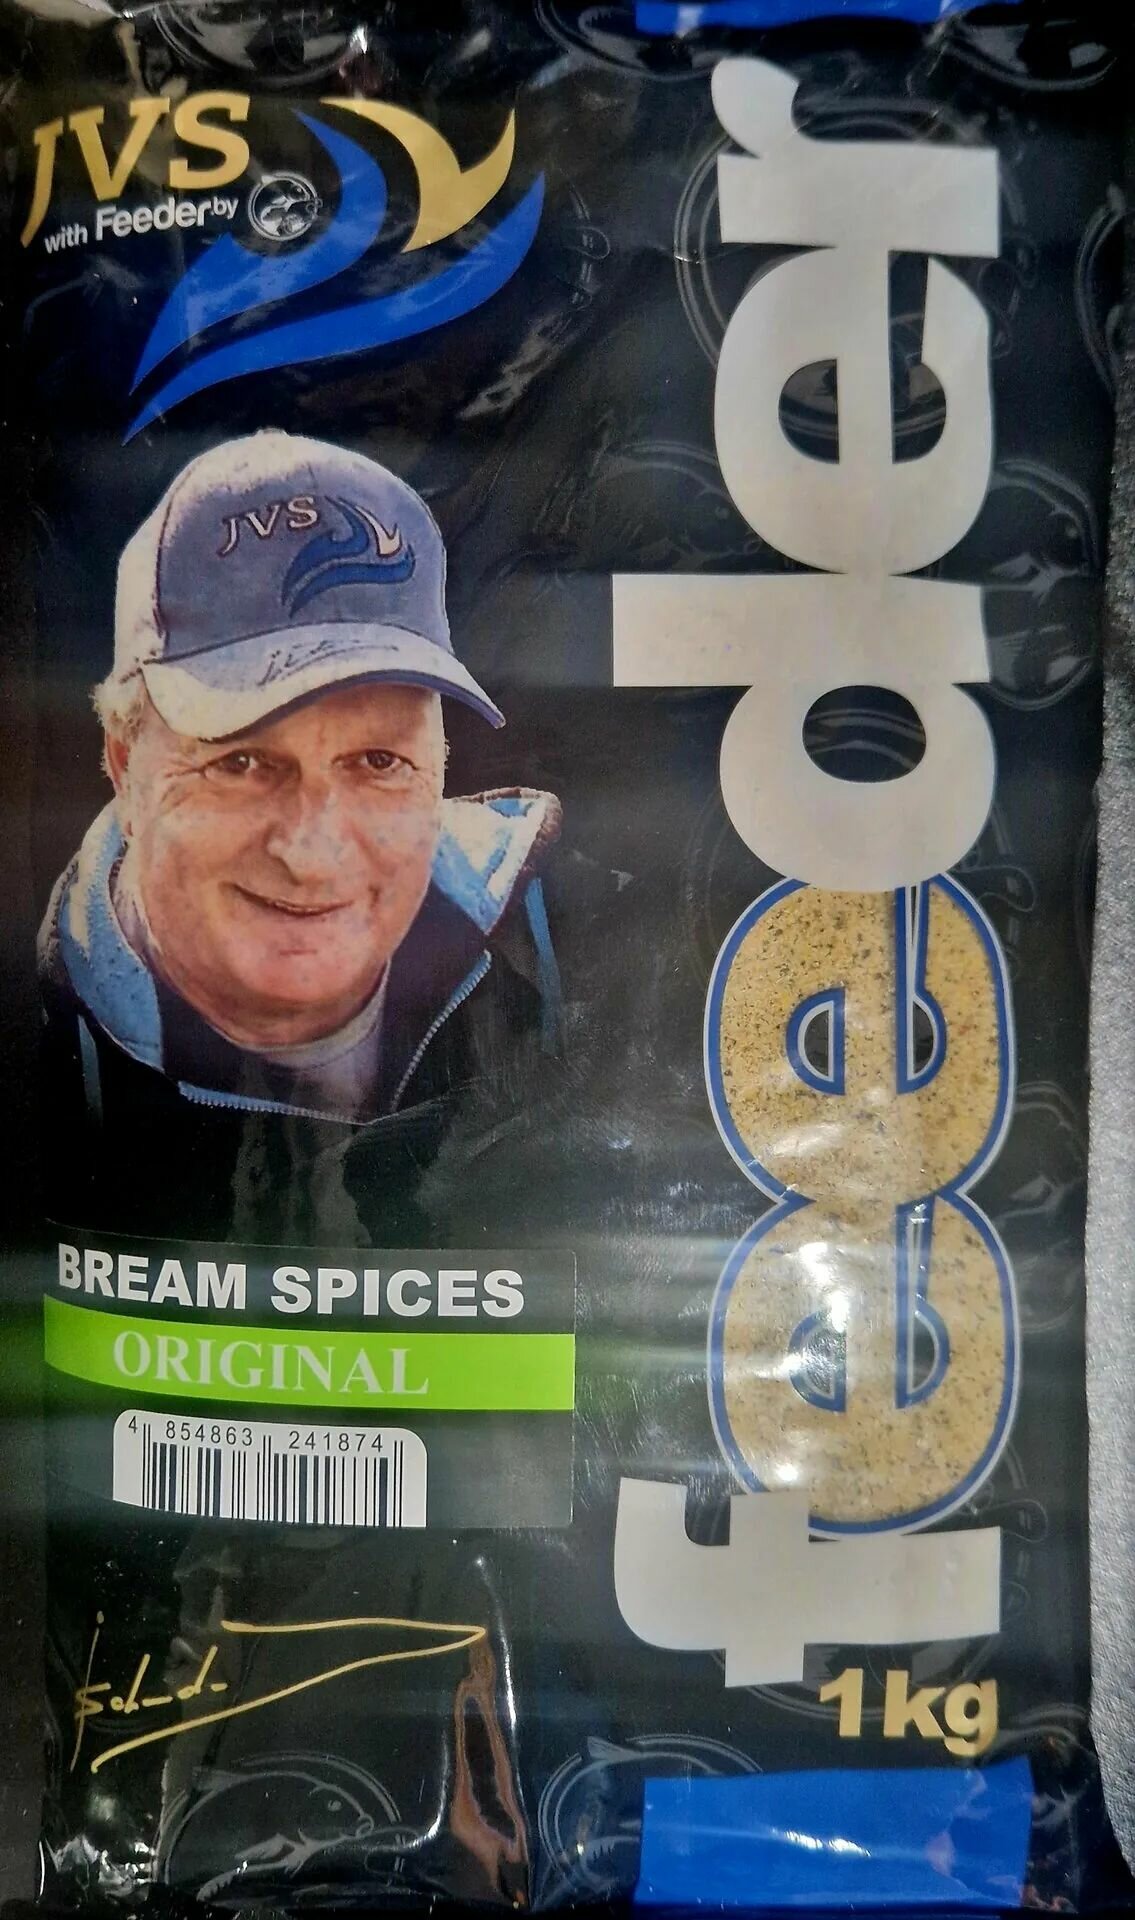 JVS
with Feeder by
JVS
feeder
BREAM SPICES
ORIGINAL
4 854863 241874
1kg